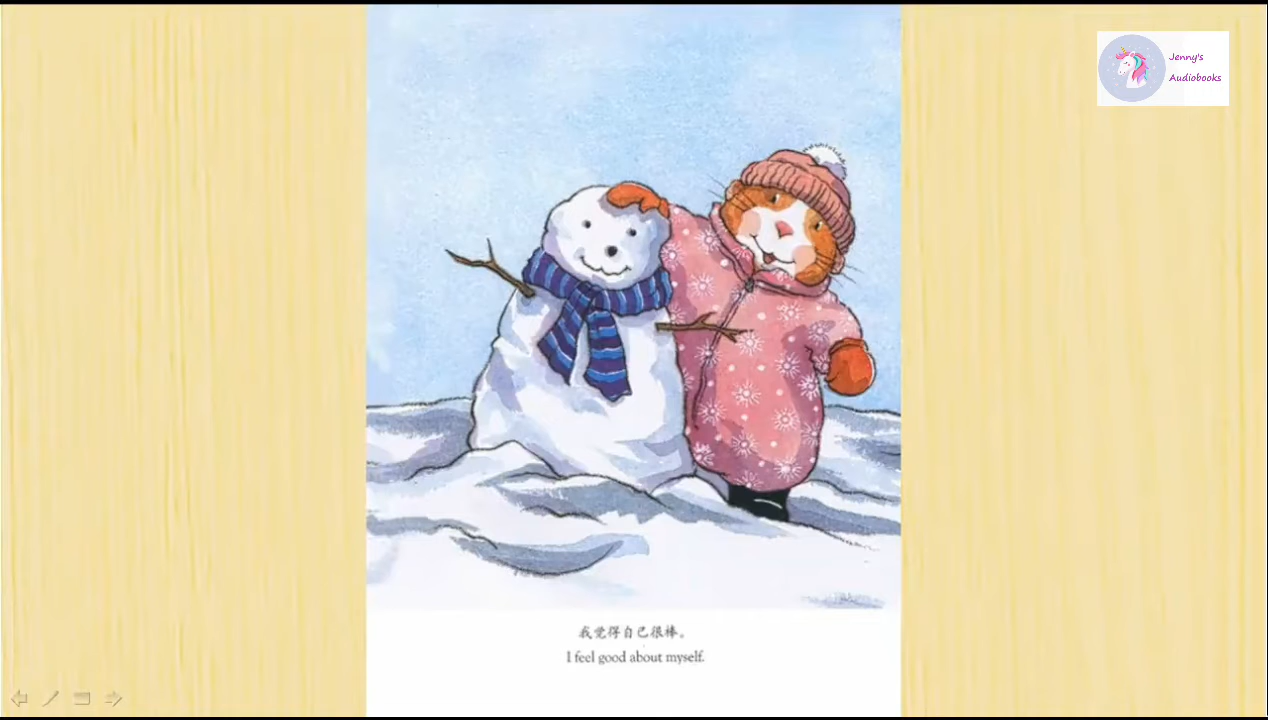 Jenny's
Audiobooks
我觉得自己很棒。
I feel good about myself.